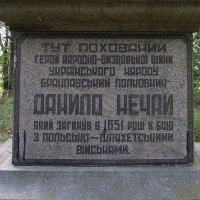 ТУТ ПОХОВАНИЙ
ГЕРОЙ НАРОДНО-ВИЗВОЛЬНОЇ ВІЙНИ
УКРАЇНСЬКОГО НАРОДУ
БРАЦЛАВСЬКИЙ ПОЛКОВНИК
ДАНИЛО НЕЧАЙ
ЯКИЙ ЗАГИНУВ В 1651 РОЦІ В БОЮ
З ПОЛЬСЬКО-ШЛЯХЕТСЬКИМИ
ВІЙСЬКАМИ.